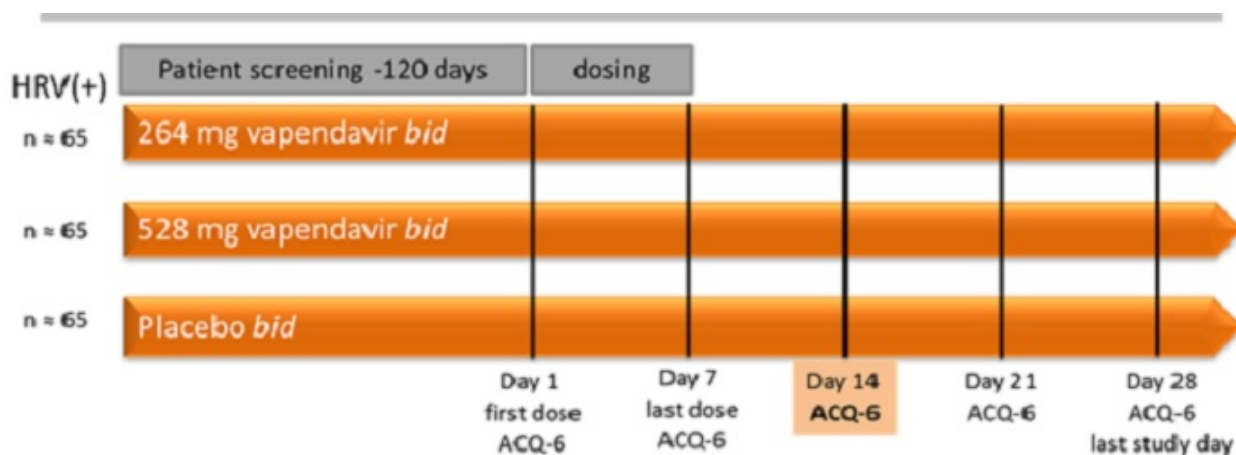 Patient screening -120 days
dosing
HRV(+)
n ≈ 65
264 mg vapendavir bid
n ≈ 65
528 mg vapendavir bid
n ≈ 65
Placebo bid
Day 1
first dose
ACQ-6
Day 7
last dose
ACQ-6
Day 14
ACQ-6
Day 21
ACQ-6
Day 28
ACQ-6
last study day